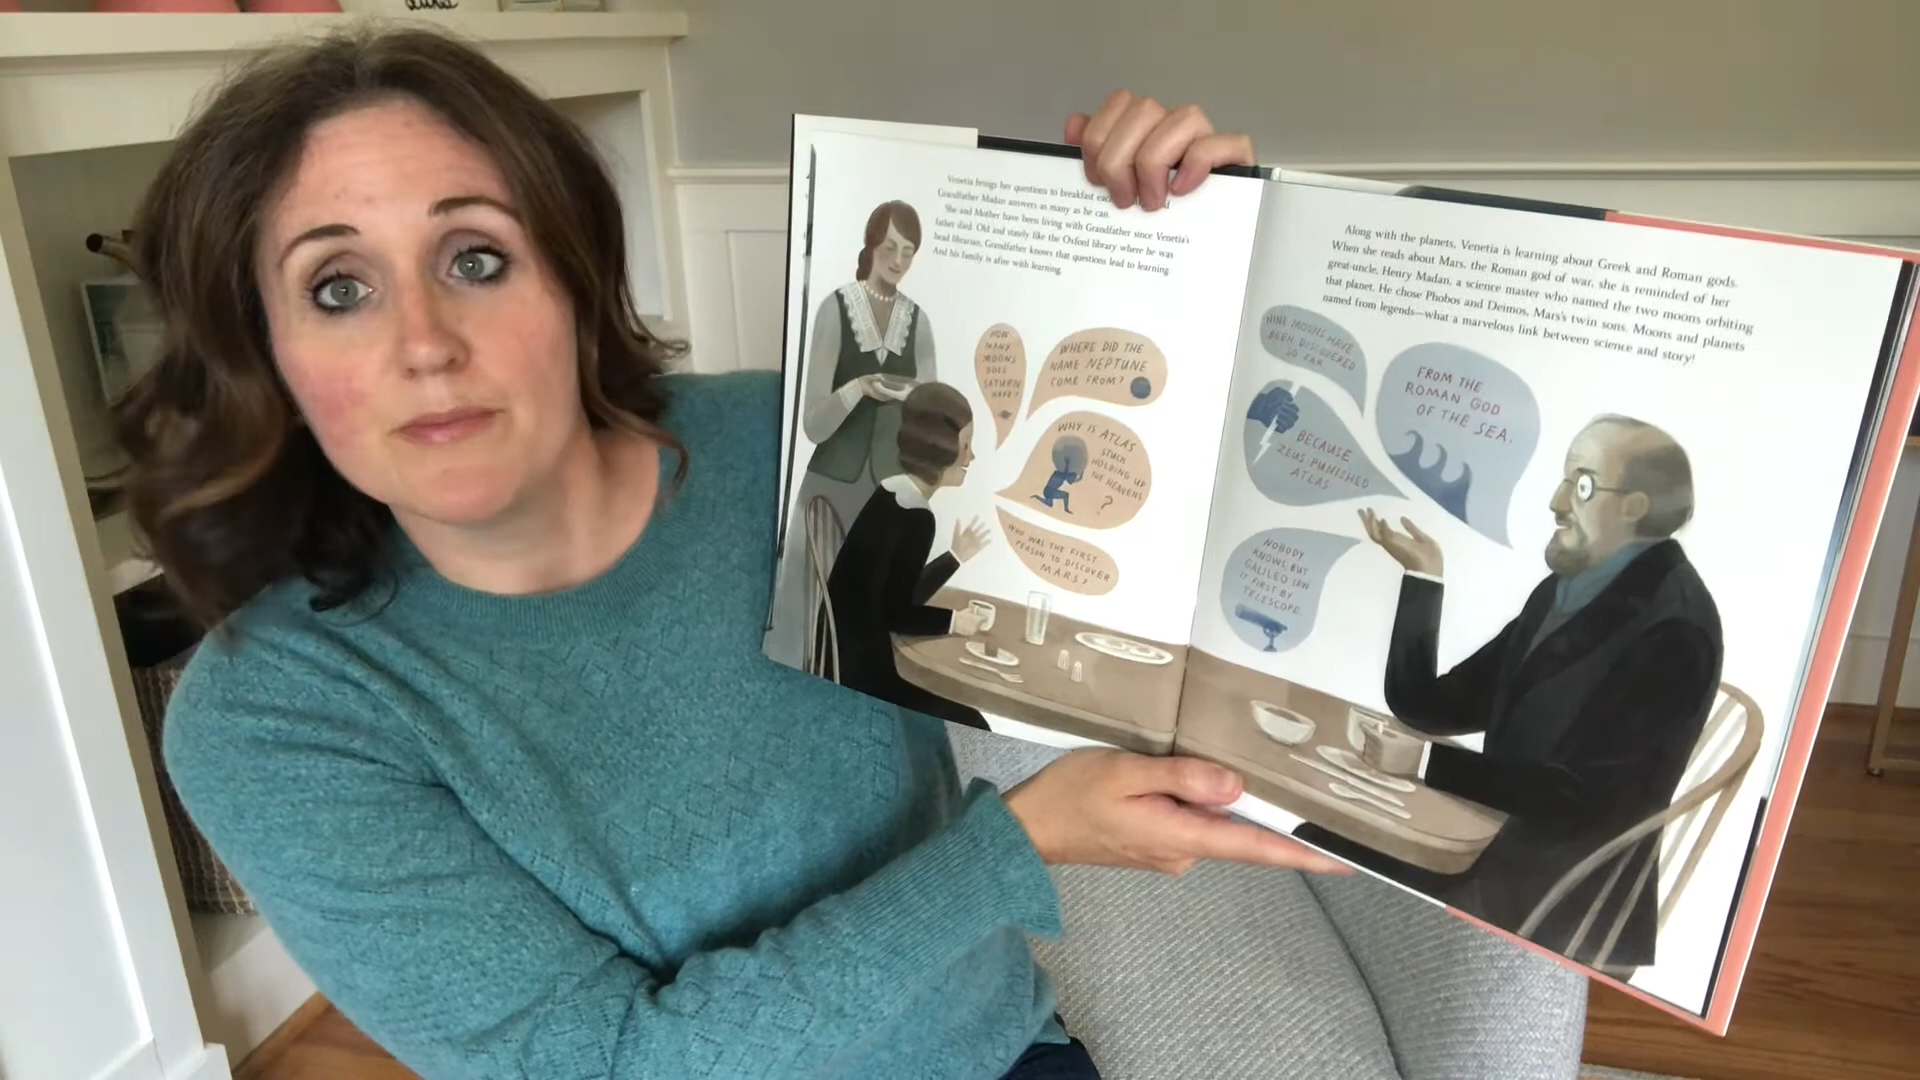 Venetia brings her questions to breakfast
Grandfather Madan answers as many as he can.
She and Mother have been living with Grandfather since Venetia's
father died. Old and stately like the Oxford library where he was
head librarian, Grandfather knows that questions lead to learning.
And his family is afire with learning.
HOW
MANY
MOONS
DOES
SATURN
HAVE?
WHERE DID THE
NAME NEPTUNE
COME FROM?
WHY IS ATLAS
STUCK
HOLDING UP
THE HEAVENS
?
WHO WAS THE FIRST
PERSON TO DISCOVER
MARS?
Along with the planets, Venetia is learning about Greek and Roman gods.
When she reads about Mars, the Roman god of war, she is reminded of her
great-uncle, Henry Madan, a science master who named the two moons orbiting
that planet. He chose Phobos and Deimos, Mars's twin sons. Moons and planets
named from legends—what a marvelous link between science and story!
NINE MOONS HAVE
BEEN DISCOVERED
SO FAR
FROM THE
ROMAN GOD
OF THE SEA.
BECAUSE
ZEUS PUNISHED
ATLAS
NOBODY
KNOWS, BUT
GALILEO SAW
IT FIRST BY
TELESCOPE